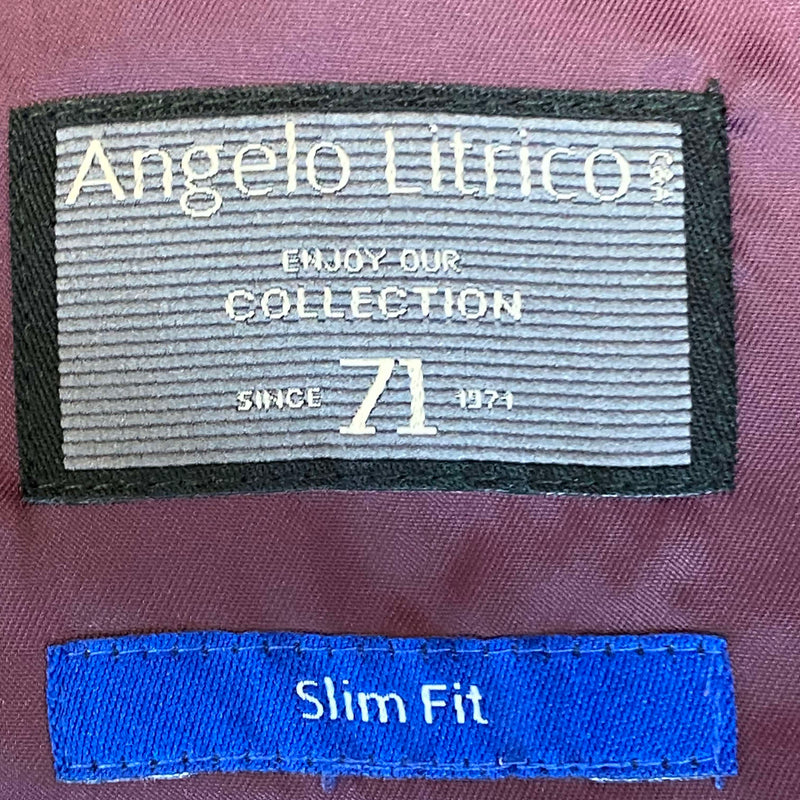 Angelo Litrico C&A
ENJOY OUR
COLLECTION
SINCE 71 1971
Slim Fit